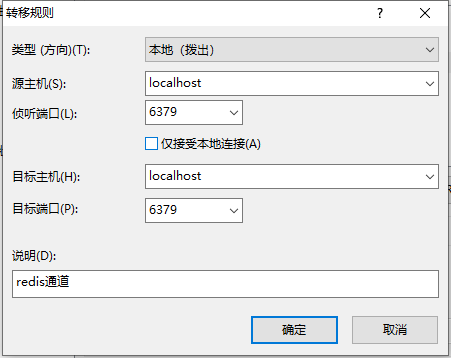 转移规则
类型 (方向)(T):
本地（拨出）
源主机(S):
localhost
侦听端口(L):
6379
仅接受本地连接(A)
目标主机(H):
localhost
目标端口(P):
6379
说明(D):
redis通道
确定
取消